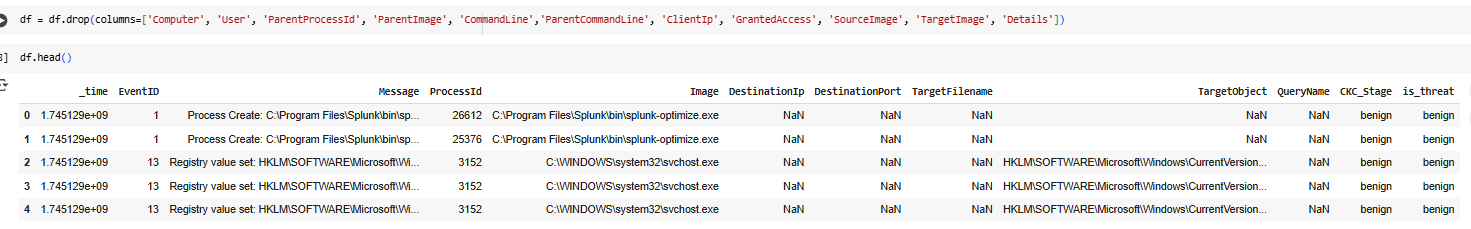 df = df.drop(columns=['Computer', 'User', 'ParentProcessId', 'ParentImage', 'CommandLine','ParentCommandLine', 'ClientIp', 'GrantedAccess', 'SourceImage', 'TargetImage', 'Details'])
3] df.head()
_time EventID Message ProcessId Image DestinationIp DestinationPort TargetFilename TargetObject QueryName CKC_Stage is_threat
0 1.745129e+09 1 Process Create: C:\Program Files\Splunk\bin\sp... 26612 C:\Program Files\Splunk\bin\splunk-optimize.exe NaN NaN NaN NaN NaN benign benign
1 1.745129e+09 1 Process Create: C:\Program Files\Splunk\bin\sp... 25376 C:\Program Files\Splunk\bin\splunk-optimize.exe NaN NaN NaN NaN NaN benign benign
2 1.745129e+09 13 Registry value set: HKLM\SOFTWARE\Microsoft\Wi... 3152 C:\WINDOWS\system32\svchost.exe NaN NaN NaN HKLM\SOFTWARE\Microsoft\Windows\CurrentVersion... NaN benign benign
3 1.745129e+09 13 Registry value set: HKLM\SOFTWARE\Microsoft\Wi... 3152 C:\WINDOWS\system32\svchost.exe NaN NaN NaN HKLM\SOFTWARE\Microsoft\Windows\CurrentVersion... NaN benign benign
4 1.745129e+09 13 Registry value set: HKLM\SOFTWARE\Microsoft\Wi... 3152 C:\WINDOWS\system32\svchost.exe NaN NaN NaN HKLM\SOFTWARE\Microsoft\Windows\CurrentVersion... NaN benign benign